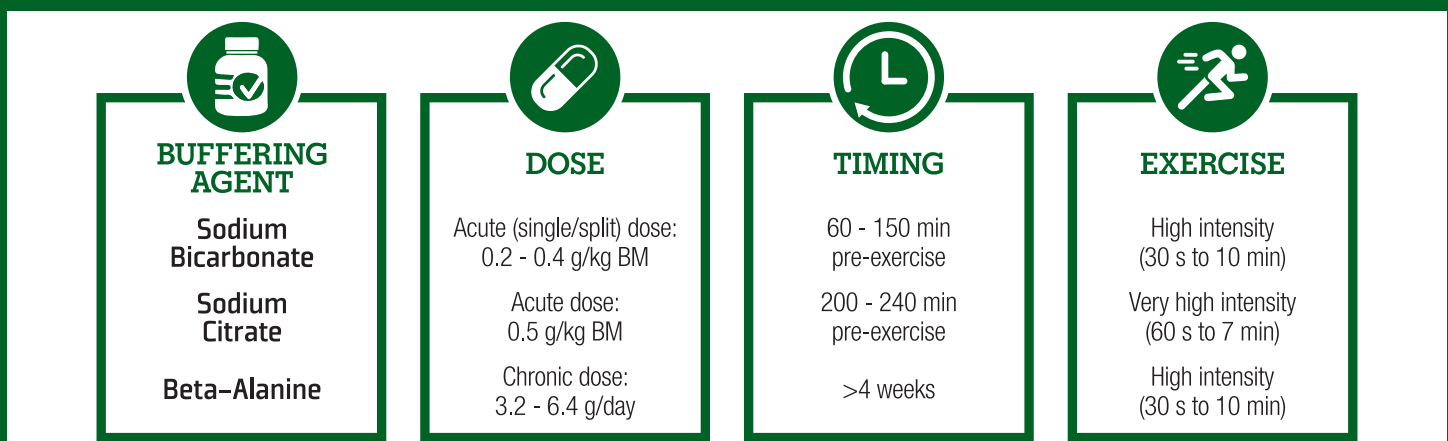 BUFFERING
AGENT
Sodium
Bicarbonate
Sodium
Citrate
Beta–Alanine
DOSE
Acute (single/split) dose:
0.2 - 0.4 g/kg BM
Acute dose:
0.5 g/kg BM
Chronic dose:
3.2 - 6.4 g/day
TIMING
60 - 150 min
pre-exercise
200 - 240 min
pre-exercise
>4 weeks
EXERCISE
High intensity
(30 s to 10 min)
Very high intensity
(60 s to 7 min)
High intensity
(30 s to 10 min)